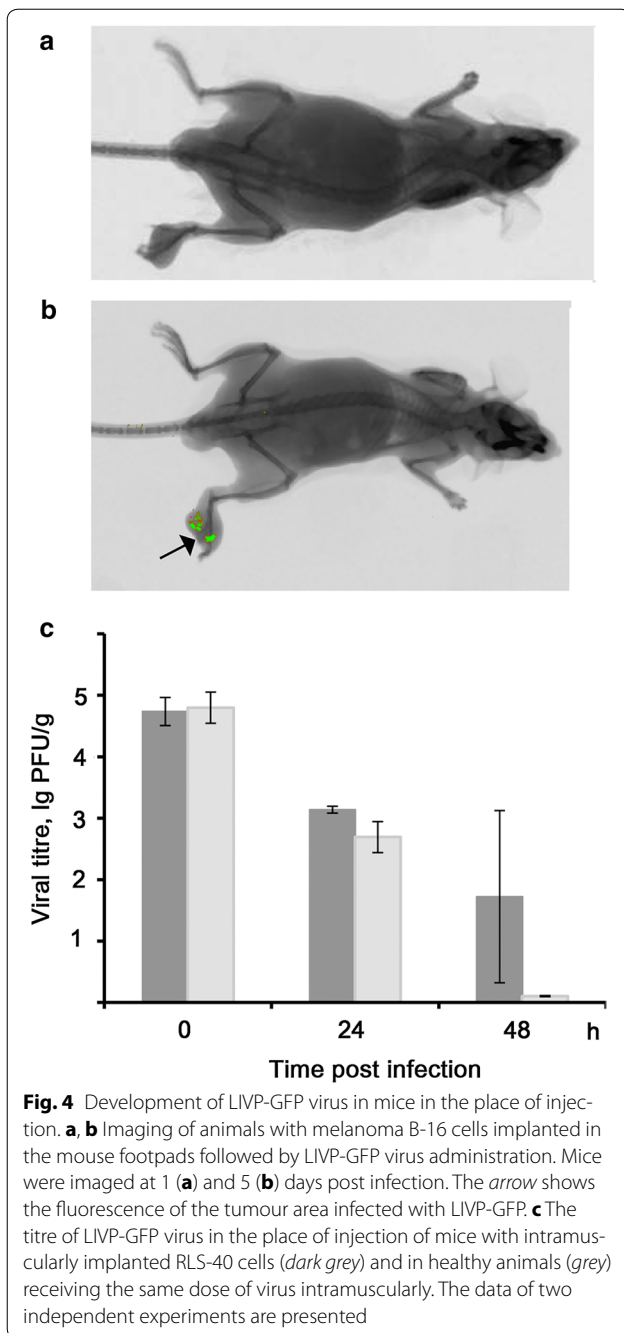 a
b
c
Viral titre, lg PFU/g
5
4
3
2
1
0 24 48 h
Time post infection
Fig. 4 Development of LIVP-GFP virus in mice in the place of injec-
tion. a, b Imaging of animals with melanoma B-16 cells implanted in
the mouse footpads followed by LIVP-GFP virus administration. Mice
were imaged at 1 (a) and 5 (b) days post infection. The arrow shows
the fluorescence of the tumour area infected with LIVP-GFP. c The
titre of LIVP-GFP virus in the place of injection of mice with intramus-
cularly implanted RLS-40 cells (dark grey) and in healthy animals (grey)
receiving the same dose of virus intramuscularly. The data of two
independent experiments are presented